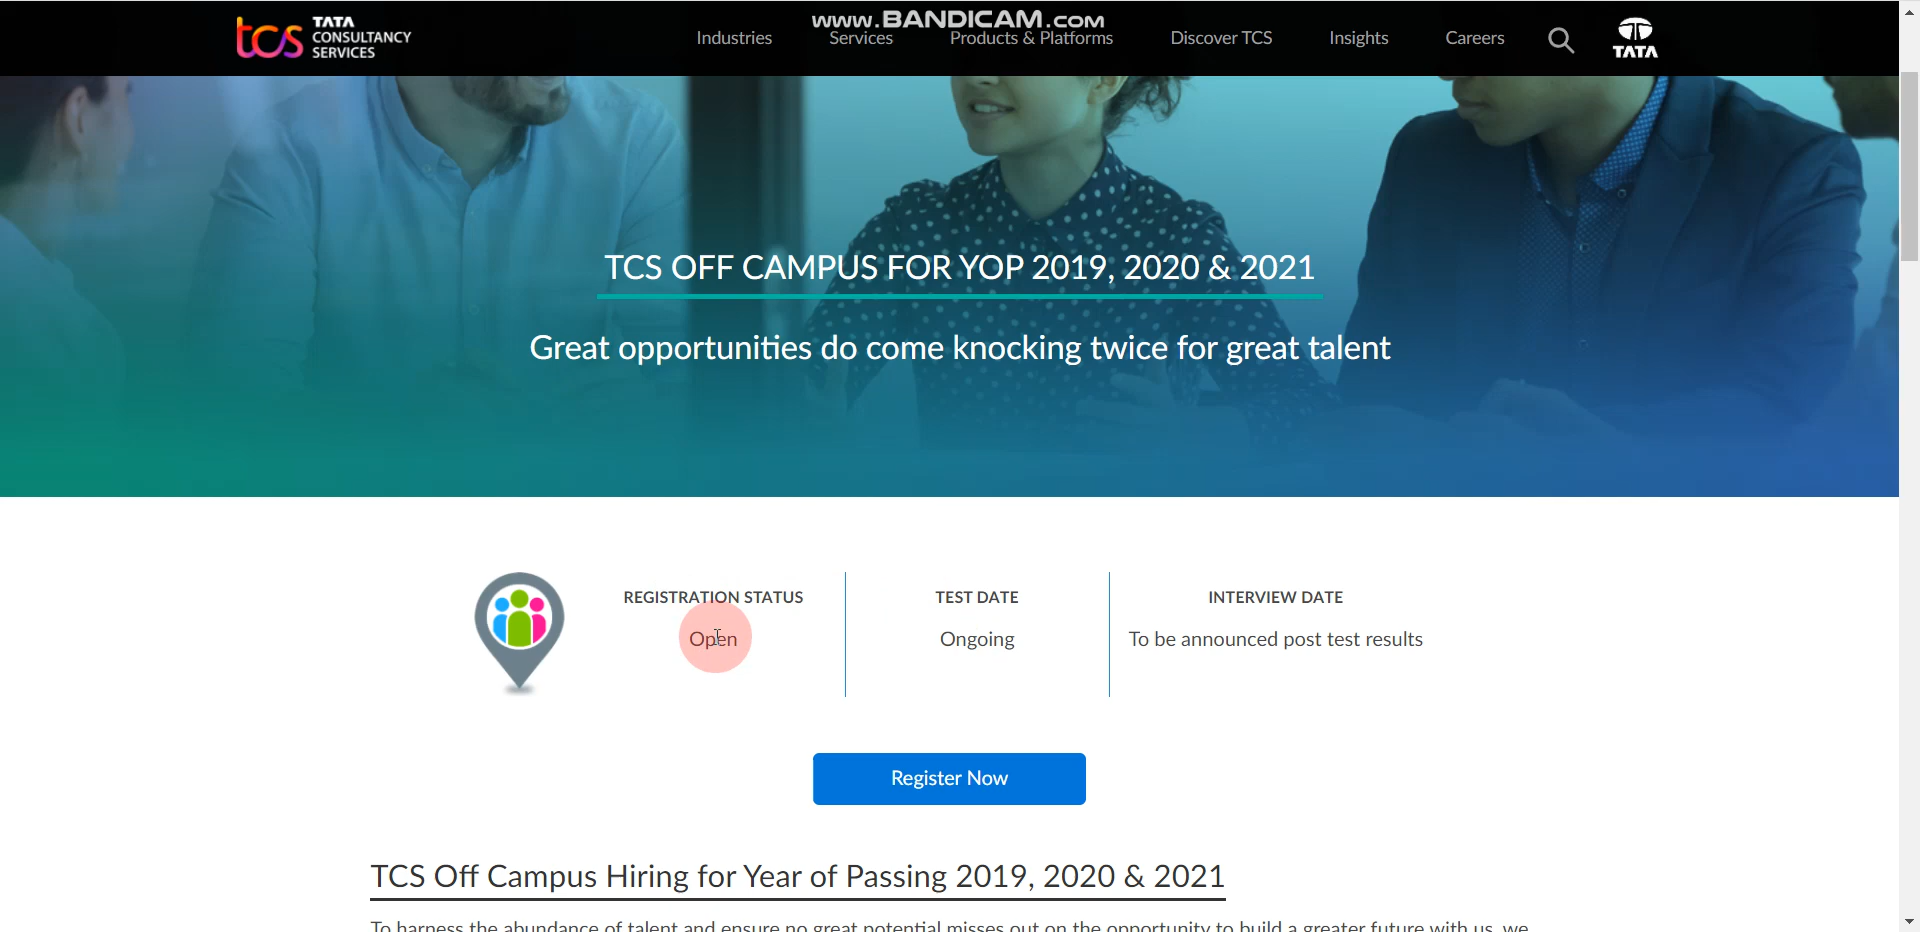 www.BANDICAM.com
tcs TATA CONSULTANCY SERVICES
Industries Services Products & Platforms Discover TCS Insights Careers TATA
TCS OFF CAMPUS FOR YOP 2019, 2020 & 2021
Great opportunities do come knocking twice for great talent
REGISTRATION STATUS TEST DATE INTERVIEW DATE
Open Ongoing To be announced post test results
Register Now
TCS Off Campus Hiring for Year of Passing 2019, 2020 & 2021
To harness the abundance of talent and ensure no great potential misses out on the opportunity to build a greater future with us, we